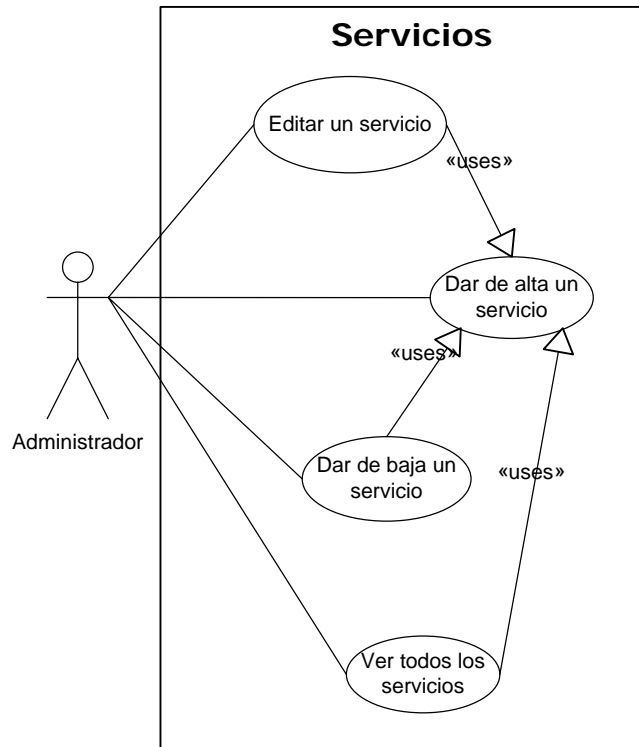 Servicios
Editar un servicio
«uses»
Dar de alta un
servicio
«uses»
Administrador
Dar de baja un
servicio
«uses»
Ver todos los
servicios